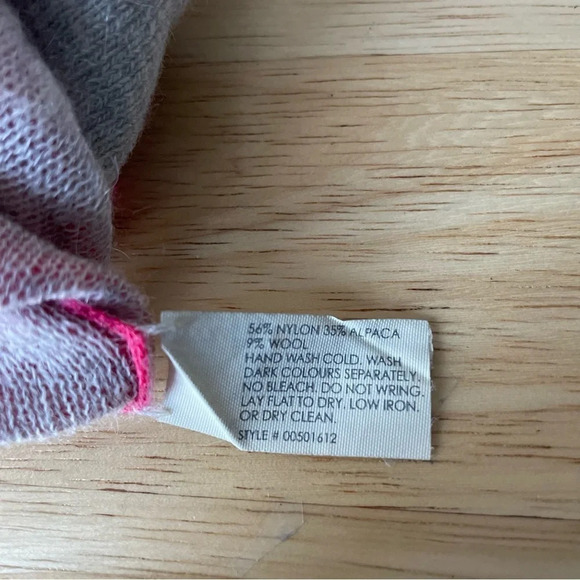 56% NYLON 35% ALPACA
9% WOOL
HAND WASH COLD. WASH
DARK COLOURS SEPARATELY.
NO BLEACH. DO NOT WRING.
LAY FLAT TO DRY. LOW IRON.
OR DRY CLEAN.
STYLE # 00501612